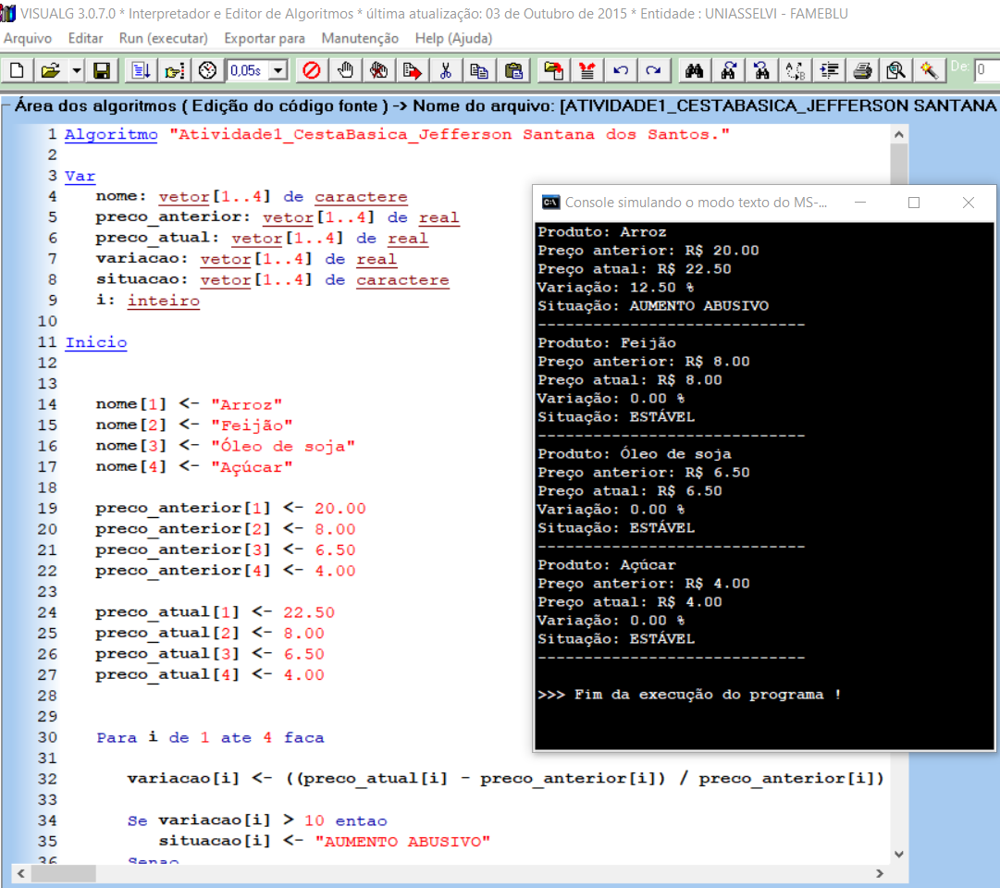 VISUALG 3.0.7.0 * Interpretador e Editor de Algoritmos * última atualização: 03 de Outubro de 2015 * Entidade : UNIASSELVI - FAMEBLU
Arquivo Editar Run (executar) Exportar para Manutenção Help (Ajuda)
0,05s De: 0
Área dos algoritmos ( Edição do código fonte ) -> Nome do arquivo: [ATIVIDADE1_CESTABASICA_JEFFERSON SANTANA
1 Algoritmo "Atividade1_CestaBasica_Jefferson Santana dos Santos."
2
3 Var
4 nome: vetor[1..4] de caractere
5 preco_anterior: vetor[1..4] de real
6 preco_atual: vetor[1..4] de real
7 variacao: vetor[1..4] de real
8 situacao: vetor[1..4] de caractere
9 i: inteiro
10
11 Inicio
12
13
14 nome[1] <- "Arroz"
15 nome[2] <- "Feijão"
16 nome[3] <- "Óleo de soja"
17 nome[4] <- "Açúcar"
18
19 preco_anterior[1] <- 20.00
20 preco_anterior[2] <- 8.00
21 preco_anterior[3] <- 6.50
22 preco_anterior[4] <- 4.00
23
24 preco_atual[1] <- 22.50
25 preco_atual[2] <- 8.00
26 preco_atual[3] <- 6.50
27 preco_atual[4] <- 4.00
28
29
30 Para i de 1 ate 4 faca
31
32 variacao[i] <- ((preco_atual[i] - preco_anterior[i]) / preco_anterior[i])
33
34 Se variacao[i] > 10 entao
35 situacao[i] <- "AUMENTO ABUSIVO"
36 Senao
Console simulando o modo texto do MS-...
Produto: Arroz
Preço anterior: R$ 20.00
Preço atual: R$ 22.50
Variação: 12.50 %
Situação: AUMENTO ABUSIVO
-----------------------------
Produto: Feijão
Preço anterior: R$ 8.00
Preço atual: R$ 8.00
Variação: 0.00 %
Situação: ESTÁVEL
-----------------------------
Produto: Óleo de soja
Preço anterior: R$ 6.50
Preço atual: R$ 6.50
Variação: 0.00 %
Situação: ESTÁVEL
-----------------------------
Produto: Açúcar
Preço anterior: R$ 4.00
Preço atual: R$ 4.00
Variação: 0.00 %
Situação: ESTÁVEL
-----------------------------
>>> Fim da execução do programa !